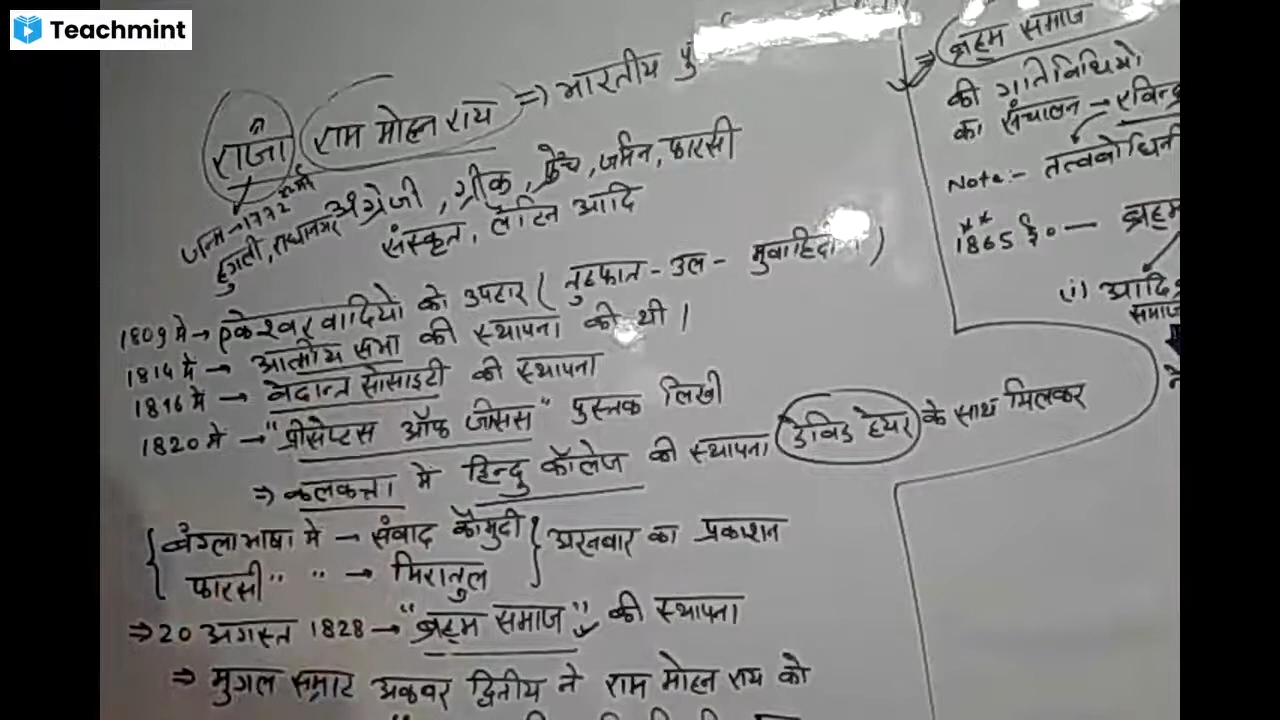 Teachmint
राजा राम मोहन राय => भारतीय पु
जन्म → 1772
हुगली, राधानगर
अंग्रेजी, ग्रीक, फ्रेंच, जर्मन, फारसी
संस्कृत, लैटिन आदि
1809 मे → एकेश्वरवादियो को उपहार ( तुहफात - उल - मुवाहिदी )
1814 मे → आत्मीय सभा की स्थापना की थी ।
1816 मे → वेदान्त सोसाइटी की स्थापना
1820 मे → "प्रीसेप्टस ऑफ जीसस" पुस्तक लिखी
=> कलकत्ता मे हिन्दु कॉलेज की स्थापना डेविड हेयर के साथ मिलकर
बंगला भाषा मे → संवाद कौमुदी
फारसी " " → मिरातुल
अखबार का प्रकाशन
=> 20 अगस्त 1828 → "ब्रह्म समाज" की स्थापना
=> मुगल सम्राट अकबर द्वितीय ने राम मोहन राय को
=> ब्रह्म समाज
की गतिविधियो
का संचालन → रविन्द्र
Note:- तत्वबोधिनी
** 1865 ई० — ब्रह्म
(i) आदि
समाज